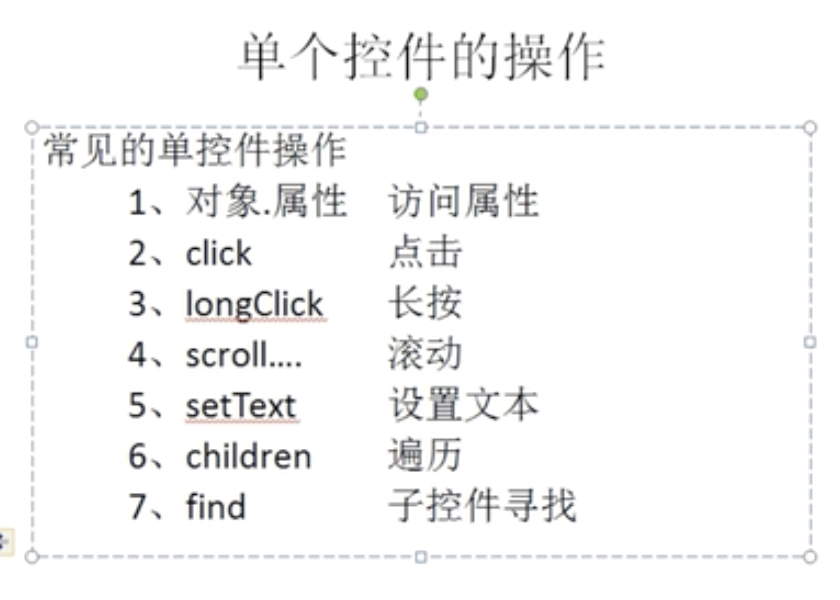 单个控件的操作
常见的单控件操作
1、对象.属性 访问属性
2、click 点击
3、longClick 长按
4、scroll.... 滚动
5、setText 设置文本
6、children 遍历
7、find 子控件寻找